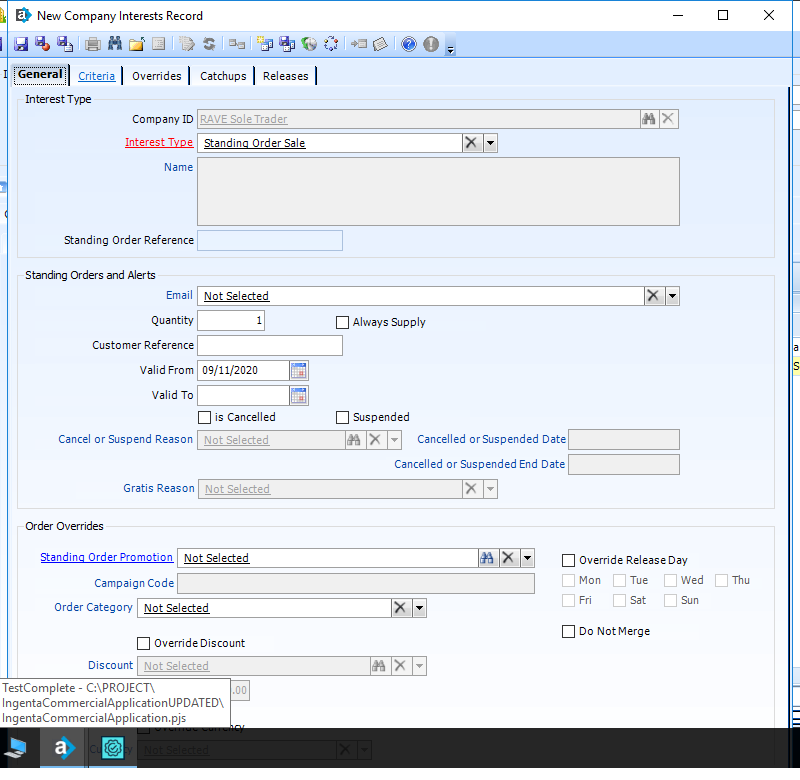 New Company Interests Record
General Criteria Overrides Catchups Releases
Interest Type
Company ID RAVE Sole Trader
Interest Type Standing Order Sale
Name
Standing Order Reference
Standing Orders and Alerts
Email Not Selected
Quantity 1 Always Supply
Customer Reference
Valid From 09/11/2020
Valid To
is Cancelled Suspended
Cancel or Suspend Reason Not Selected Cancelled or Suspended Date
Cancelled or Suspended End Date
Gratis Reason Not Selected
Order Overrides
Standing Order Promotion Not Selected Override Release Day
Campaign Code Mon Tue Wed Thu
Order Category Not Selected Fri Sat Sun
Do Not Merge
Override Discount
Discount Not Selected
.00
TestComplete - C:\PROJECT\
IngentaCommercialApplicationUPDATED\
IngentaCommercialApplication.pjs
Override Currency
Not Selected